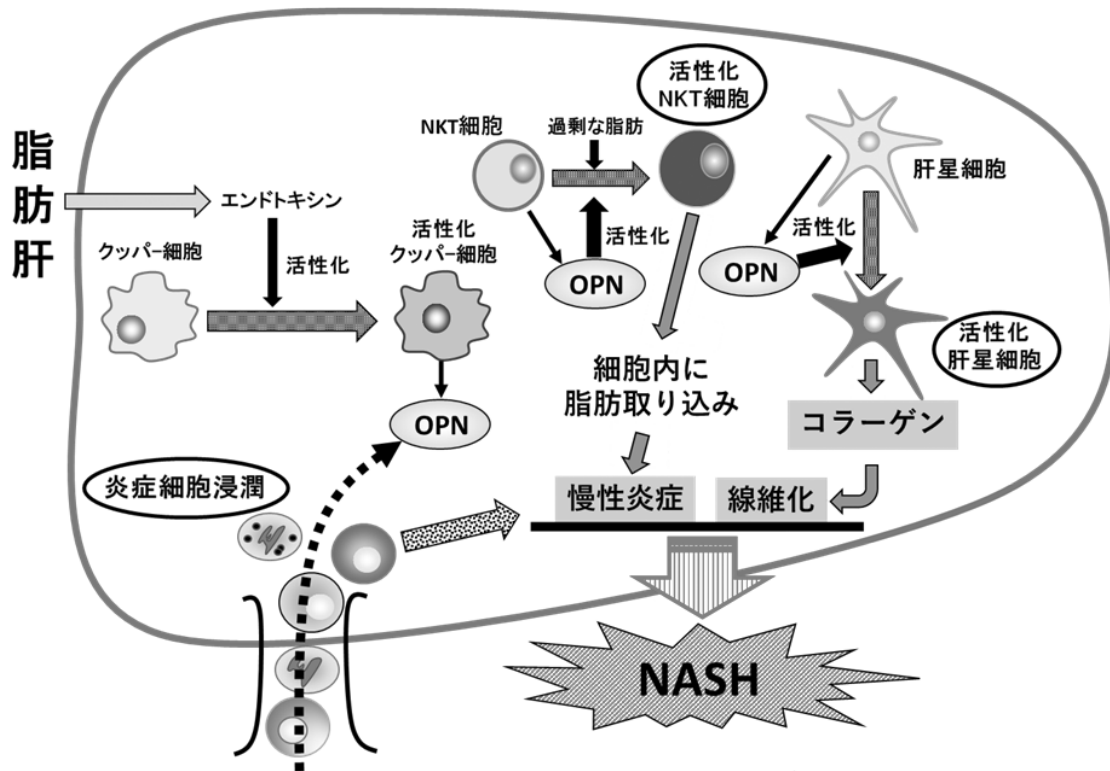 脂肪肝
エンドトキシン
クッパー細胞
活性化
活性化
クッパー細胞
OPN
NKT細胞
過剰な脂肪
活性化
NKT細胞
活性化
OPN
細胞内に
脂肪取り込み
肝星細胞
活性化
OPN
活性化
肝星細胞
コラーゲン
炎症細胞浸潤
慢性炎症
線維化
NASH